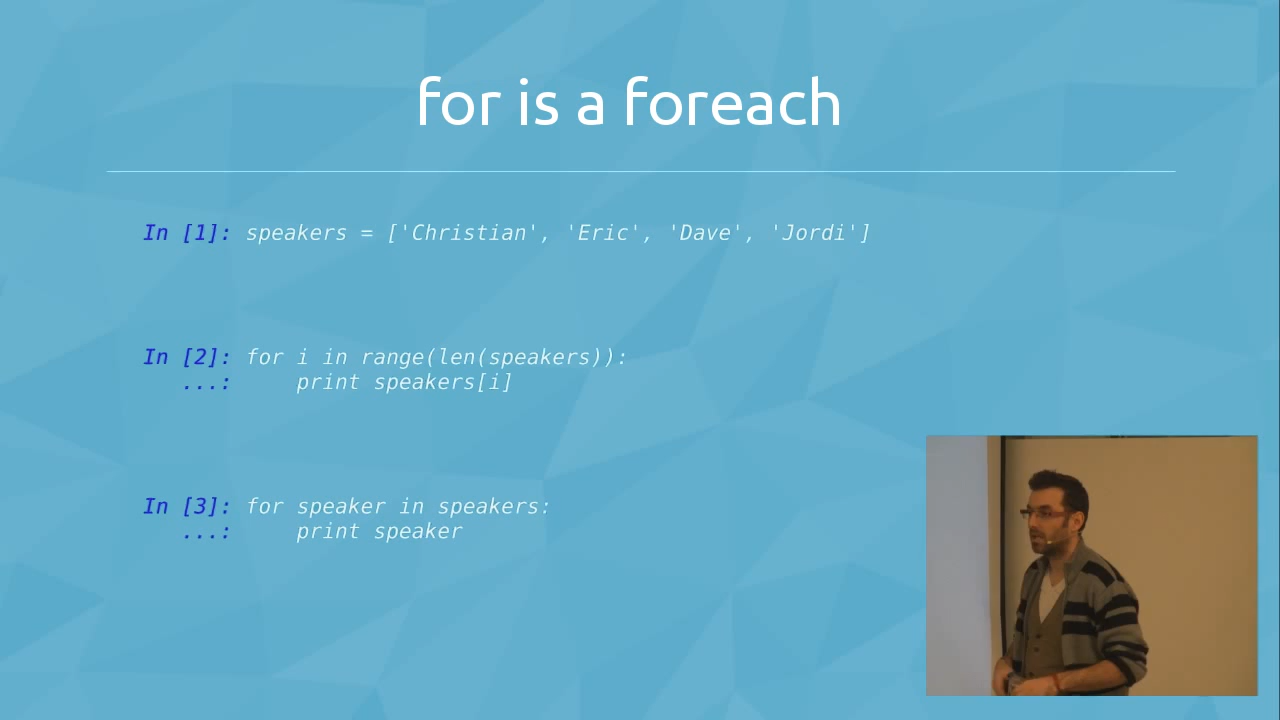 for is a foreach
In [1]: speakers = ['Christian', 'Eric', 'Dave', 'Jordi']
In [2]: for i in range(len(speakers)):
   ...:     print speakers[i]
In [3]: for speaker in speakers:
   ...:     print speaker